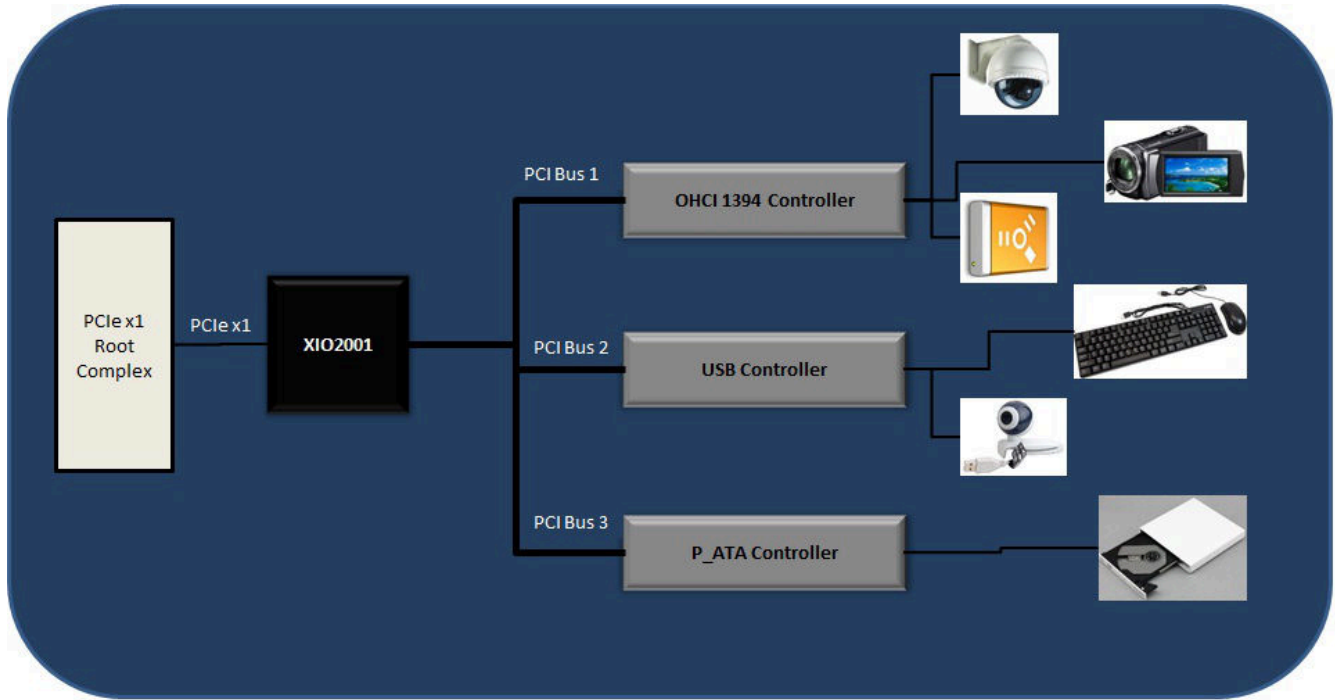 PCIe x1
Root
Complex
PCIe x1
XIO2001
PCI Bus 1
OHCI 1394 Controller
PCI Bus 2
USB Controller
PCI Bus 3
P_ATA Controller